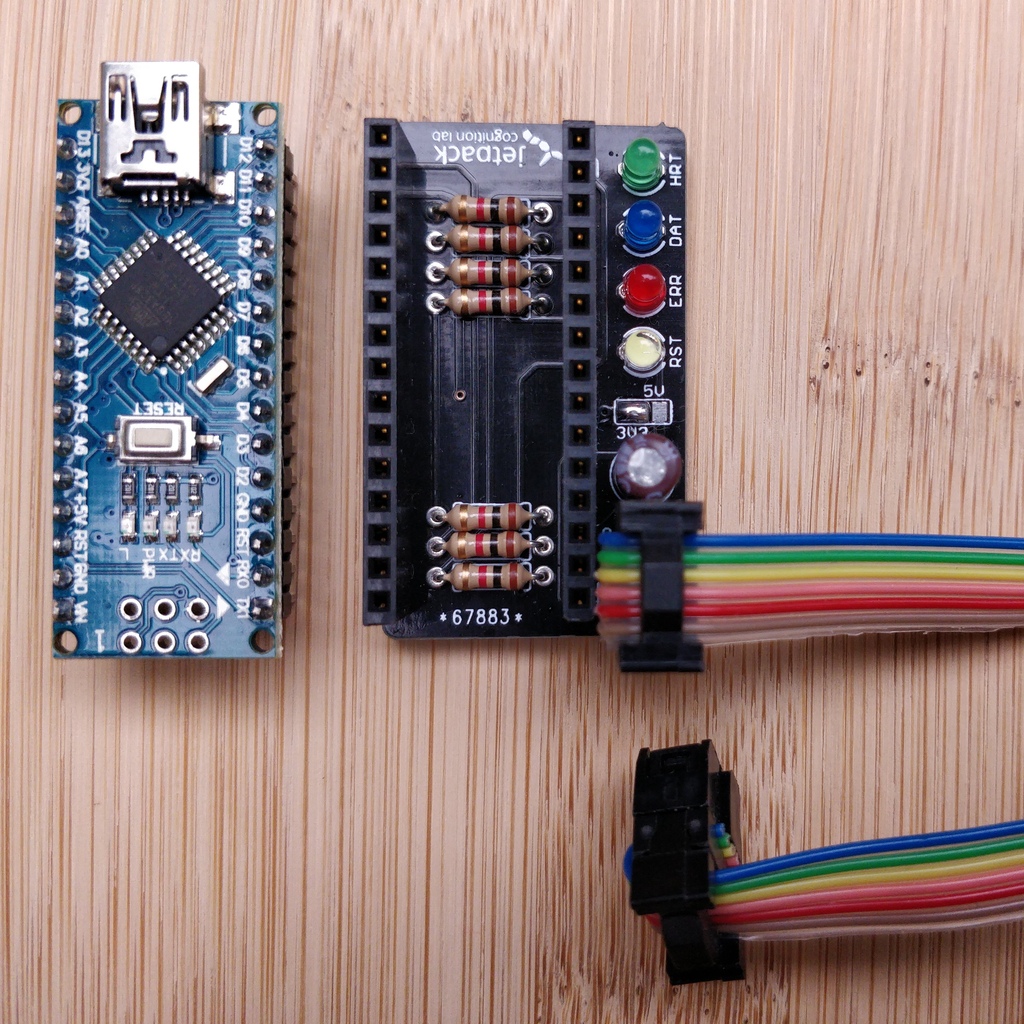 D13
3V3
AREF
A0
A1
A2
A3
A4
A5
A6
A7
+5V
RST
GND
VIN
D12
D11
D10
D9
D8
D7
D6
D5
D4
D3
D2
GND
RST
RX0
TX1
RESET
L
PWR
TX
RX
1
jetpack
cognition lab
HRT
DAT
ERR
RST
5V
3V3
*67883*